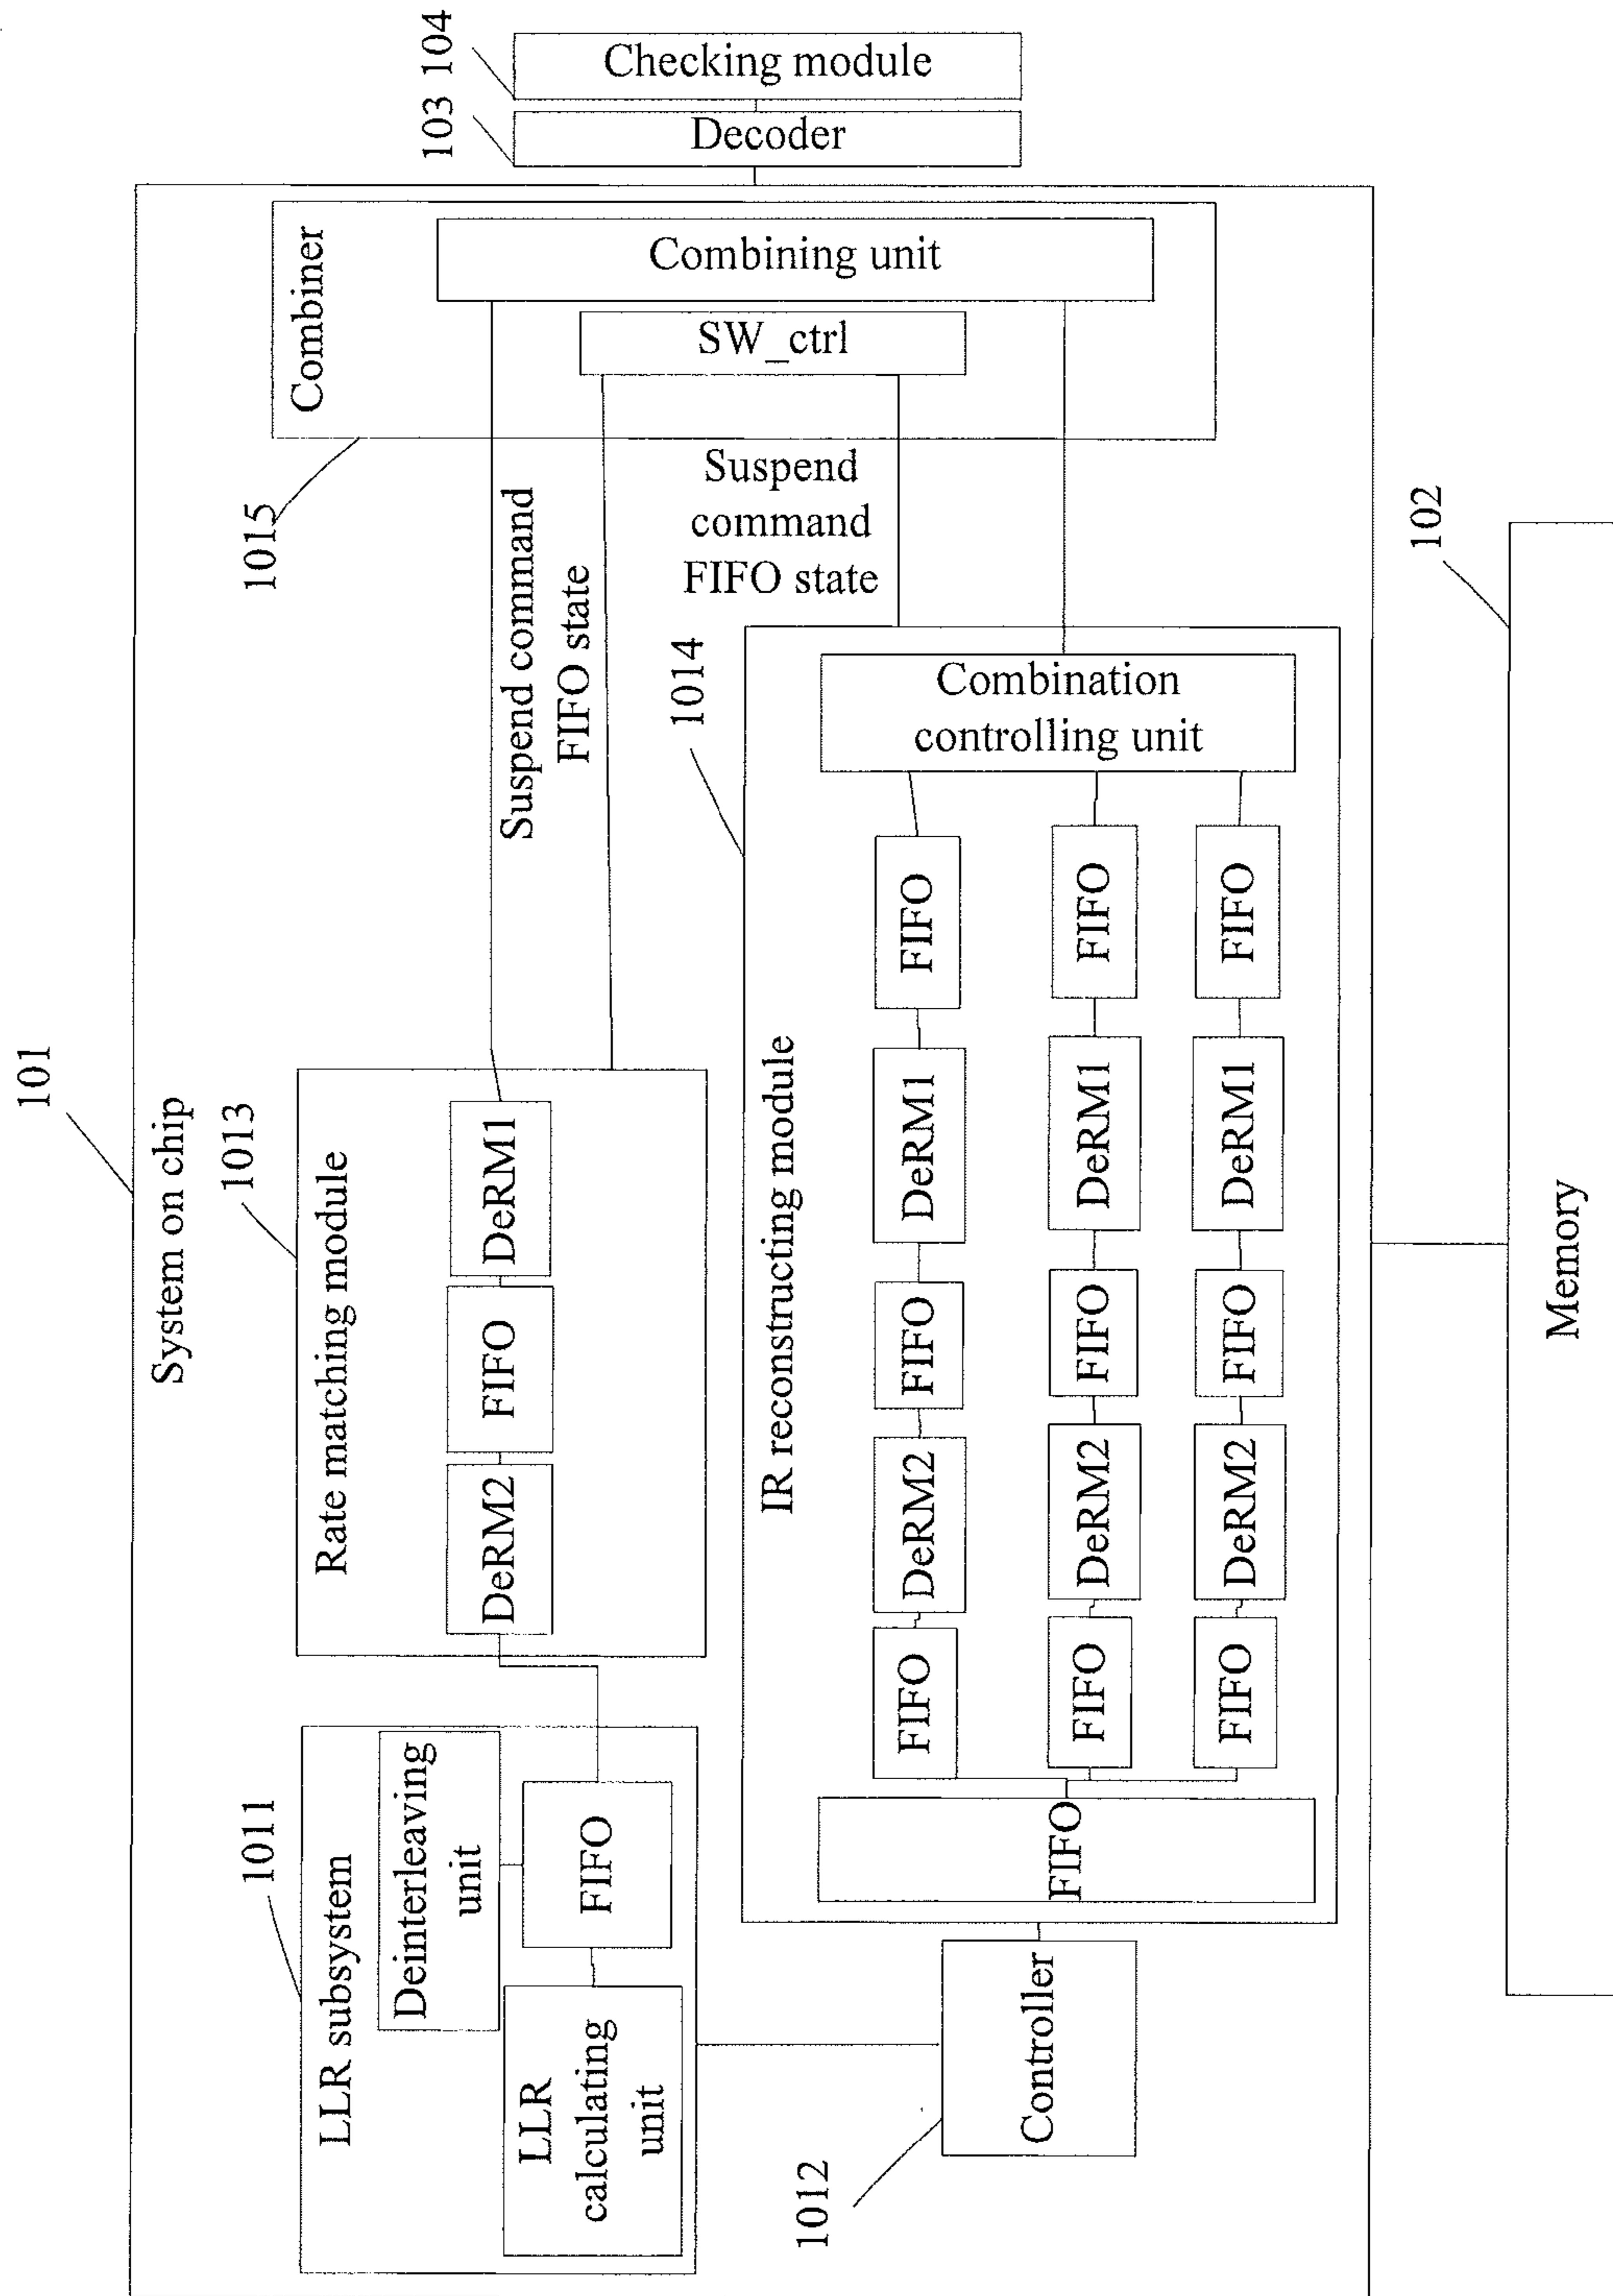 101
System on chip
1011
LLR subsystem
Deinterleaving
unit
LLR
calculating
unit
FIFO
1013
Rate matching module
DeRM2
FIFO
DeRM1
Suspend command
FIFO state
1015
Combiner
Combining unit
SW_ctrl
Suspend
command
FIFO state
103
104
Decoder
Checking module
1012
Controller
1014
IR reconstructing module
FIFO
FIFO
DeRM2
FIFO
DeRM1
FIFO
FIFO
DeRM2
FIFO
DeRM1
FIFO
FIFO
DeRM2
FIFO
DeRM1
FIFO
Combination
controlling unit
102
Memory